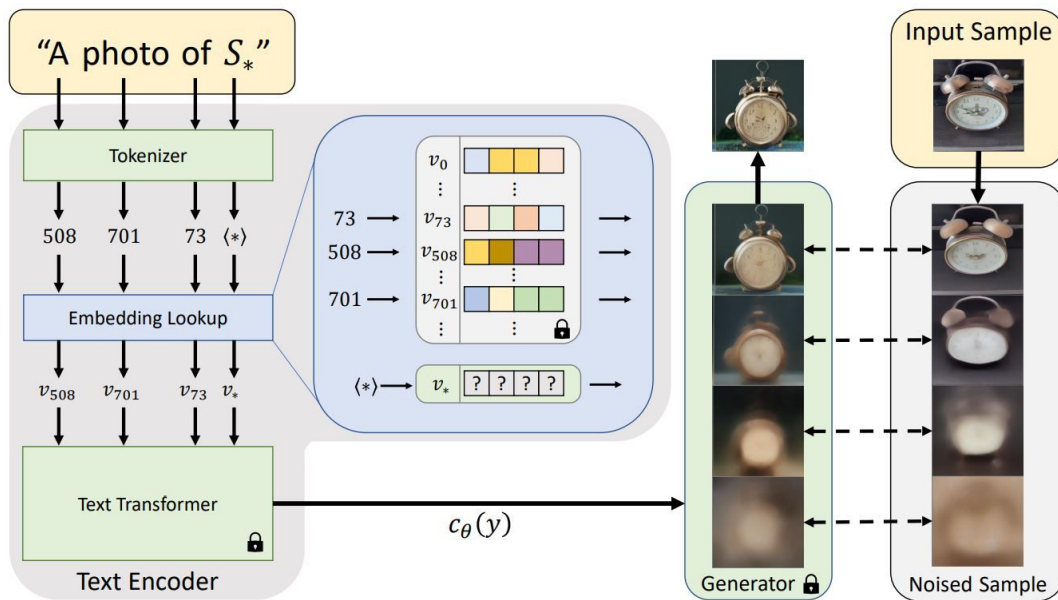 “A photo of S*”
Tokenizer
508 701 73 ⟨*⟩
Embedding Lookup
v508 v701 v73 v*
Text Transformer
Text Encoder
v0
⋮ ⋮
73 v73
508 v508
⋮ ⋮
701 v701
⋮ ⋮
⟨*⟩ v* ? ? ? ?
cθ(y)
Generator
Input Sample
Noised Sample